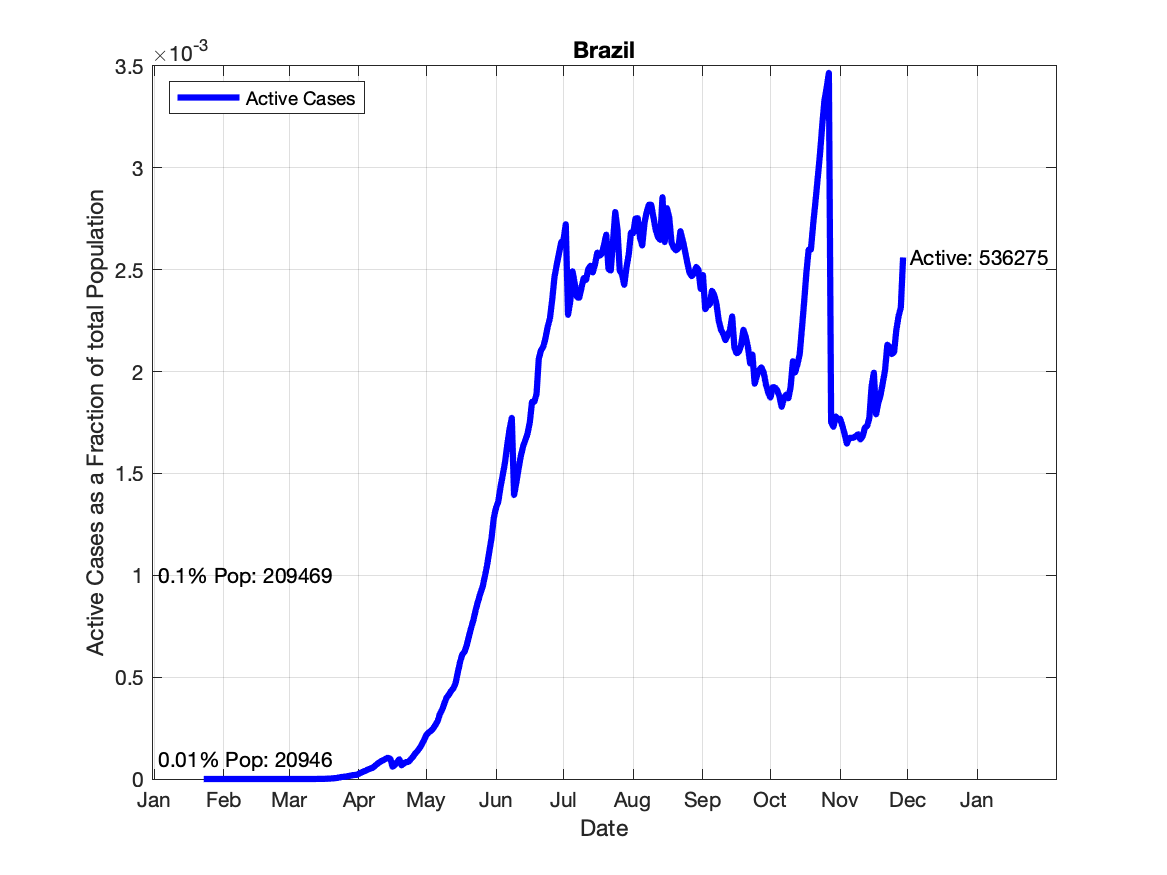 Brazil
×10-3
Active Cases
3.5
3
2.5
2
1.5
1
0.5
0
Active Cases as a Fraction of total Population
Active: 536275
0.1% Pop: 209469
0.01% Pop: 20946
Jan Feb Mar Apr May Jun Jul Aug Sep Oct Nov Dec Jan
Date